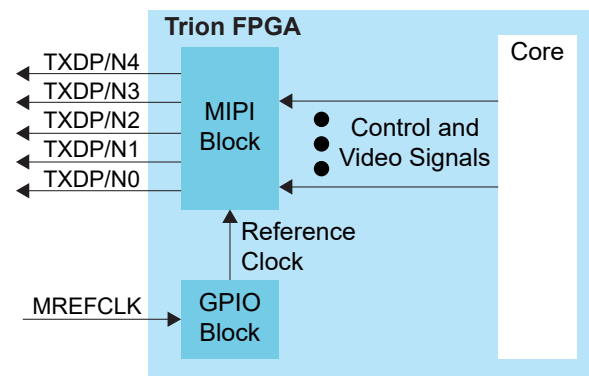 Trion FPGA
Core
TXDP/N4
TXDP/N3
TXDP/N2
TXDP/N1
TXDP/N0
MIPI
Block
Control and
Video Signals
Reference
Clock
MREFCLK
GPIO
Block